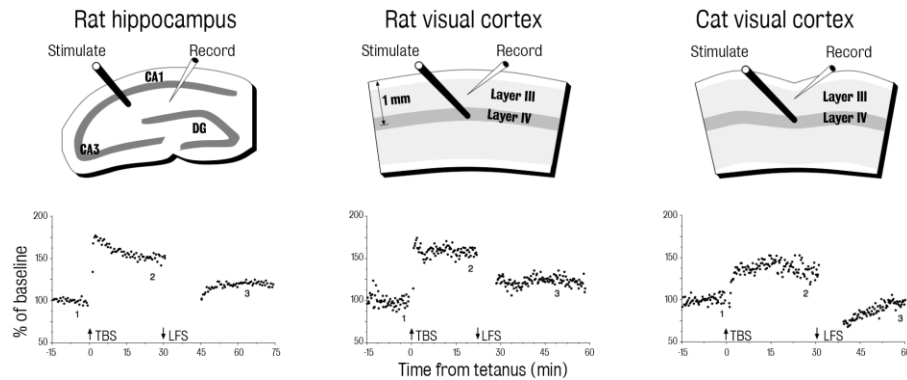 Rat hippocampus
Rat visual cortex
Cat visual cortex
Stimulate
Record
CA1
DG
CA3
Stimulate
Record
1 mm
Layer III
Layer IV
Stimulate
Record
Layer III
Layer IV
% of baseline
200
150
100
50
1
2
3
TBS
LFS
-15 0 15 30 45 60 75
200
150
100
50
1
2
3
TBS
LFS
-15 0 15 30 45 60
200
150
100
50
1
2
3
TBS
LFS
-15 0 15 30 45 60
Time from tetanus (min)